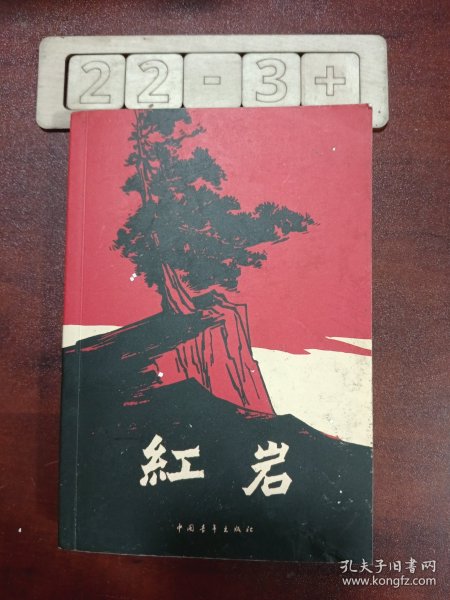 22-3+
紅岩
中国青年出版社
孔夫子旧书网
www.kongfz.com